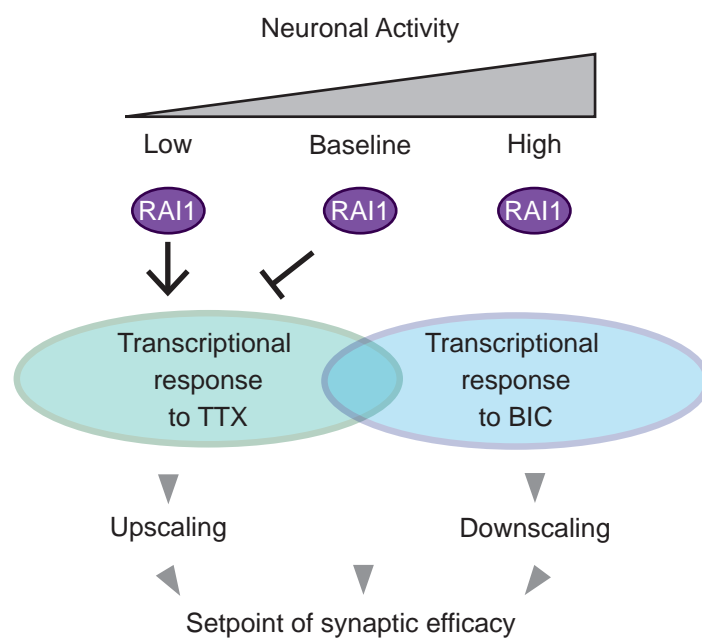 Neuronal Activity
Low Baseline High
RAI1 RAI1 RAI1
Transcriptional
response
to TTX
Transcriptional
response
to BIC
Upscaling Downscaling
Setpoint of synaptic efficacy